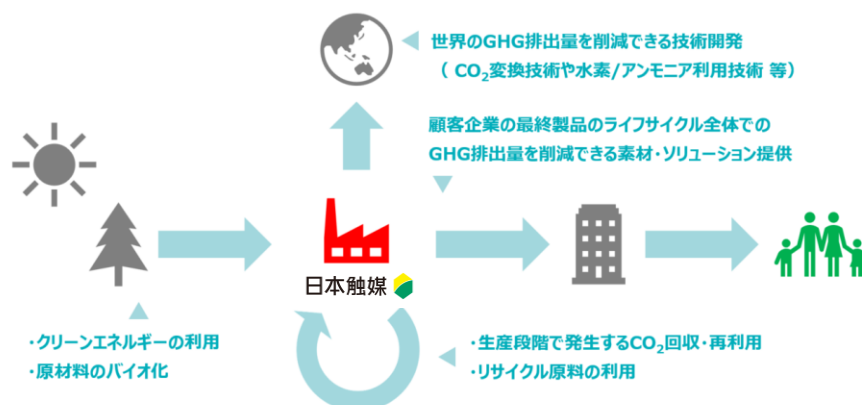 世界のGHG排出量を削減できる技術開発
（ CO₂変換技術や水素/アンモニア利用技術 等）
顧客企業の最終製品のライフサイクル全体での
GHG排出量を削減できる素材・ソリューション提供
日本触媒
・クリーンエネルギーの利用
・原材料のバイオ化
・生産段階で発生するCO₂回収・再利用
・リサイクル原料の利用